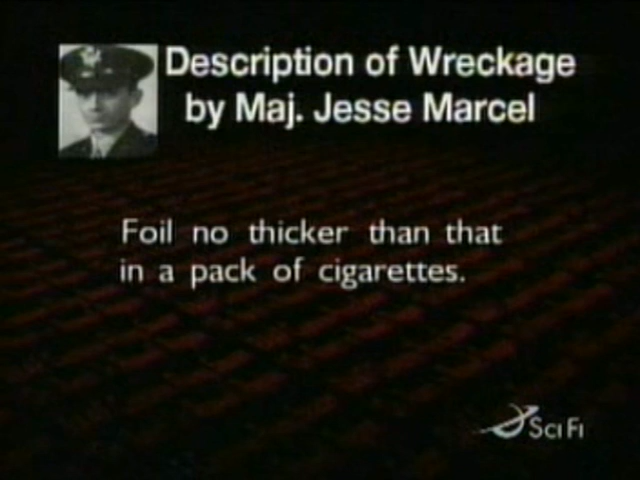 Description of Wreckage
by Maj. Jesse Marcel
Foil no thicker than that
in a pack of cigarettes.
SCI FI